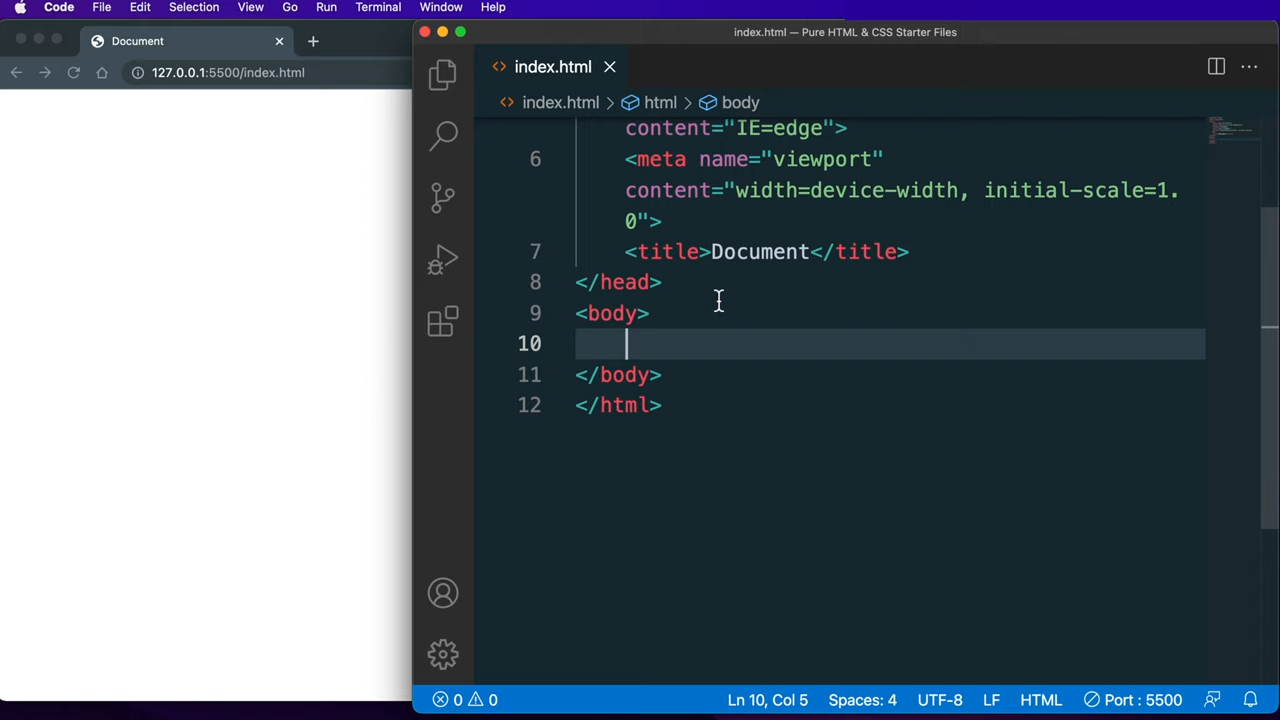 Code File Edit Selection View Go Run Terminal Window Help
Document
127.0.0.1:5500/index.html
index.html — Pure HTML & CSS Starter Files
index.html
index.html > html > body
content="IE=edge">
6 <meta name="viewport"
content="width=device-width, initial-scale=1.
0">
7 <title>Document</title>
8 </head>
9 <body>
10
11 </body>
12 </html>
0 0 Ln 10, Col 5 Spaces: 4 UTF-8 LF HTML Port : 5500